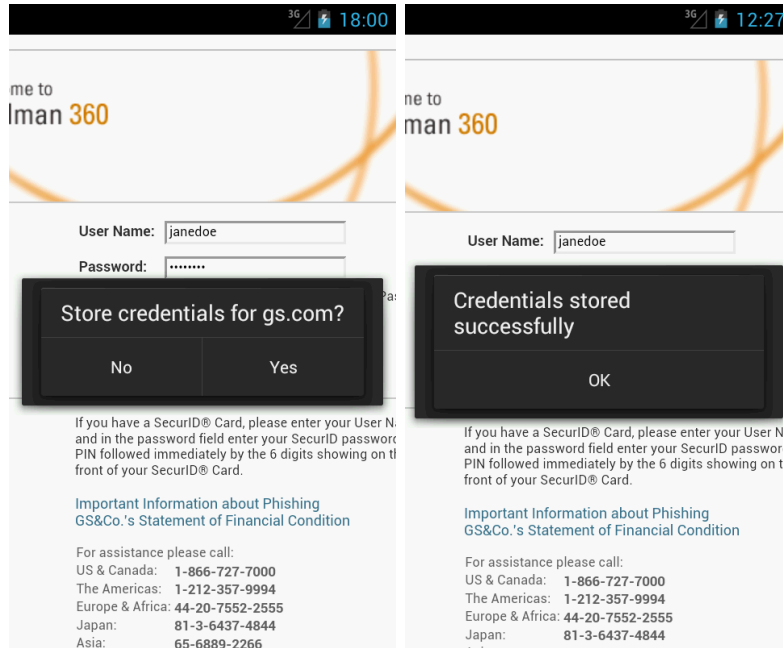 3G 18:00
me to
lman 360
User Name: janedoe
Password: ••••••••
Pa
Store credentials for gs.com?
No Yes
If you have a SecurID® Card, please enter your User N
and in the password field enter your SecurID password
PIN followed immediately by the 6 digits showing on th
front of your SecurID® Card.
Important Information about Phishing
GS&Co.'s Statement of Financial Condition
For assistance please call:
US & Canada: 1-866-727-7000
The Americas: 1-212-357-9994
Europe & Africa: 44-20-7552-2555
Japan: 81-3-6437-4844
Asia: 65-6889-2266
3G 12:27
me to
man 360
User Name: janedoe
Credentials stored
successfully
OK
If you have a SecurID® Card, please enter your User N
and in the password field enter your SecurID passwor
PIN followed immediately by the 6 digits showing on t
front of your SecurID® Card.
Important Information about Phishing
GS&Co.'s Statement of Financial Condition
For assistance please call:
US & Canada: 1-866-727-7000
The Americas: 1-212-357-9994
Europe & Africa: 44-20-7552-2555
Japan: 81-3-6437-4844